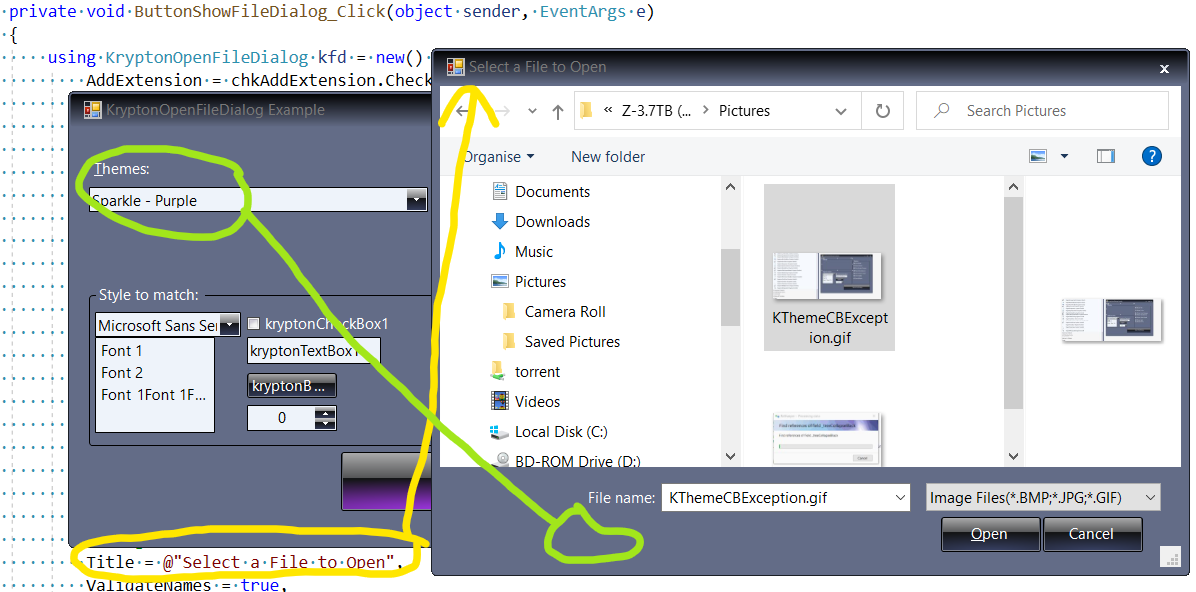 private void ButtonShowFileDialog_Click(object sender, EventArgs e)
{
using KryptonOpenFileDialog kfd = new()
AddExtension = chkAddExtension.Check
KryptonOpenFileDialog Example
Themes:
Sparkle - Purple
Style to match:
Microsoft Sans Ser
kryptonCheckBox1
Font 1
Font 2
Font 1Font 1F...
kryptonTextBox1
kryptonB...
0
Title = @"Select a File to Open",
ValidateNames = true,
Select a File to Open
« Z-3.7TB (... > Pictures
Search Pictures
Organise
New folder
Documents
Downloads
Music
Pictures
Camera Roll
Saved Pictures
torrent
Videos
Local Disk (C:)
BD-ROM Drive (D:)
KThemeCBExcept
ion.gif
File name:
KThemeCBException.gif
Image Files(*.BMP;*.JPG;*.GIF)
Open
Cancel